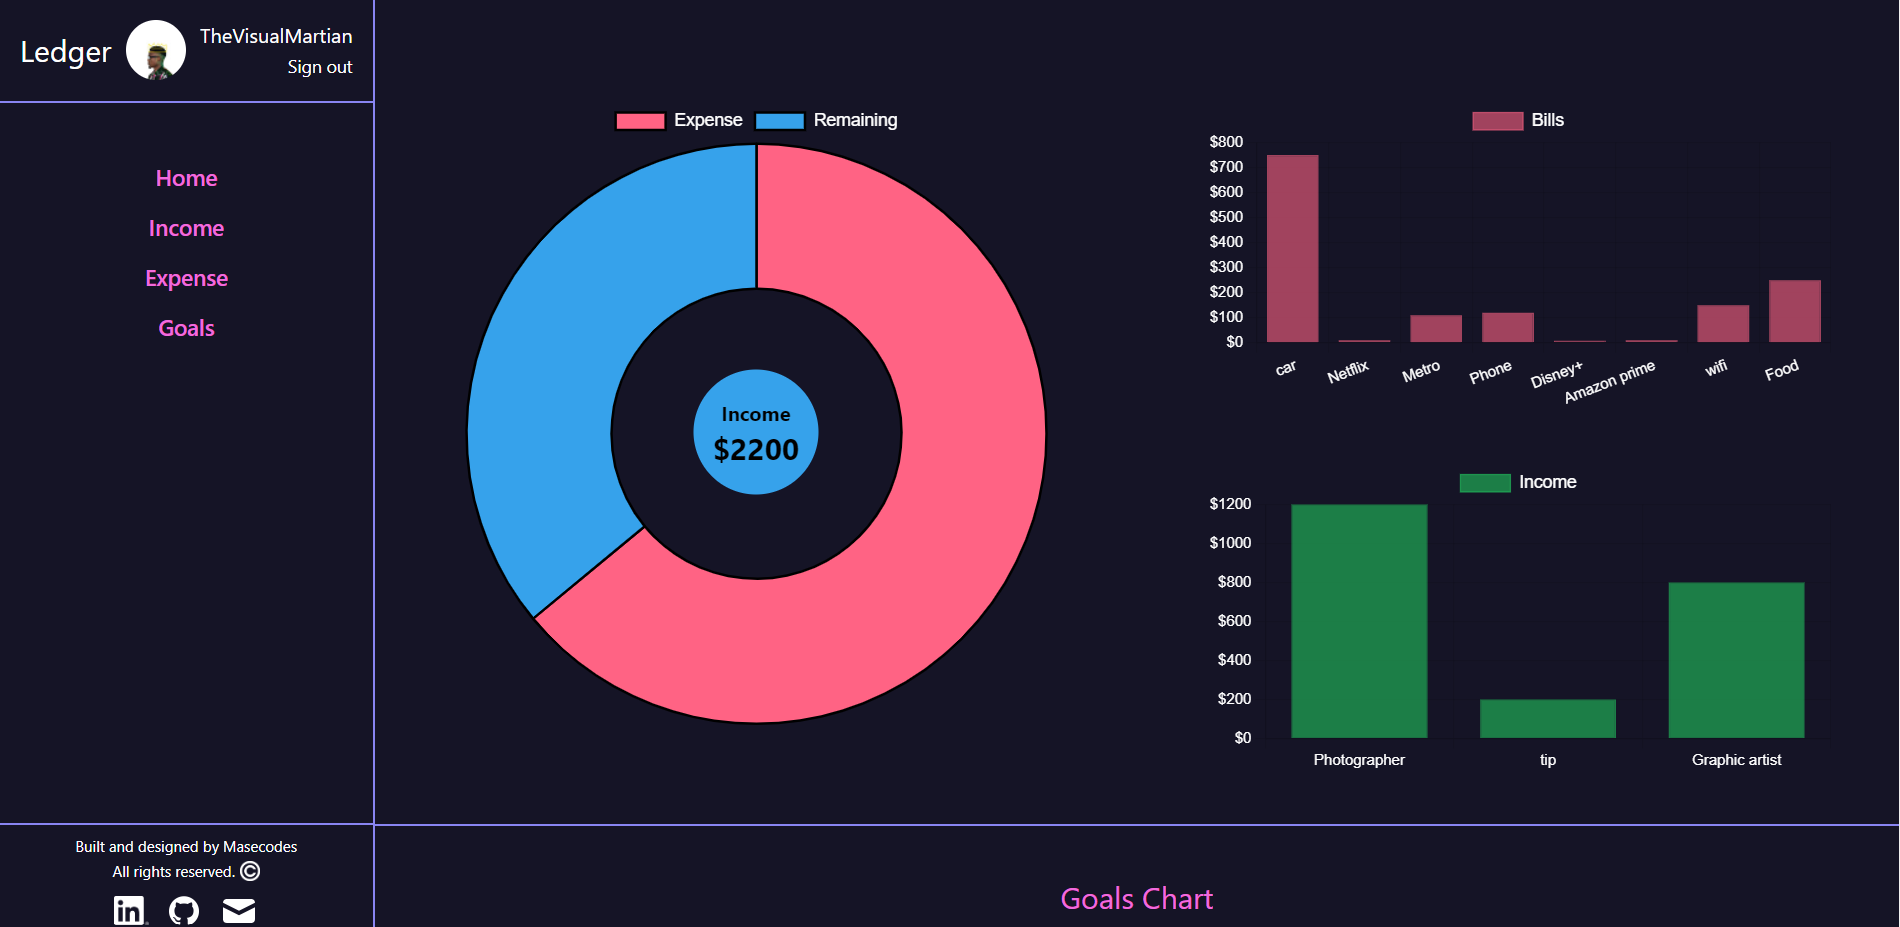 Ledger
TheVisualMartian
Sign out
Home
Income
Expense
Goals
Built and designed by Masecodes
All rights reserved. ©
in
Expense Remaining
Income
$2200
Bills
$800
$700
$600
$500
$400
$300
$200
$100
$0
car Netflix Metro Phone Disney+ Amazon prime wifi Food
Income
$1200
$1000
$800
$600
$400
$200
$0
Photographer tip Graphic artist
Goals Chart